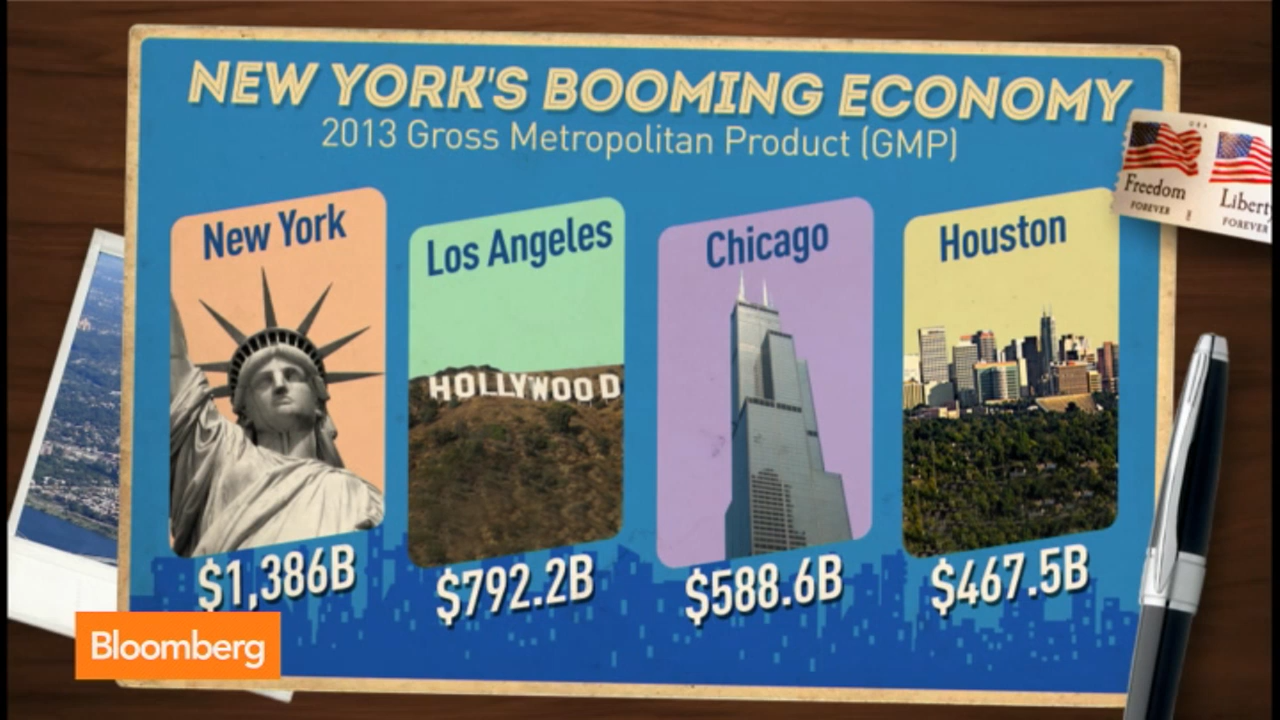 NEW YORK'S BOOMING ECONOMY
2013 Gross Metropolitan Product (GMP)
New York
Los Angeles
Chicago
Houston
HOLLYWOOD
$1,386B
$792.2B
$588.6B
$467.5B
USA
Freedom
FOREVER
Liberty
FOREVER
Bloomberg